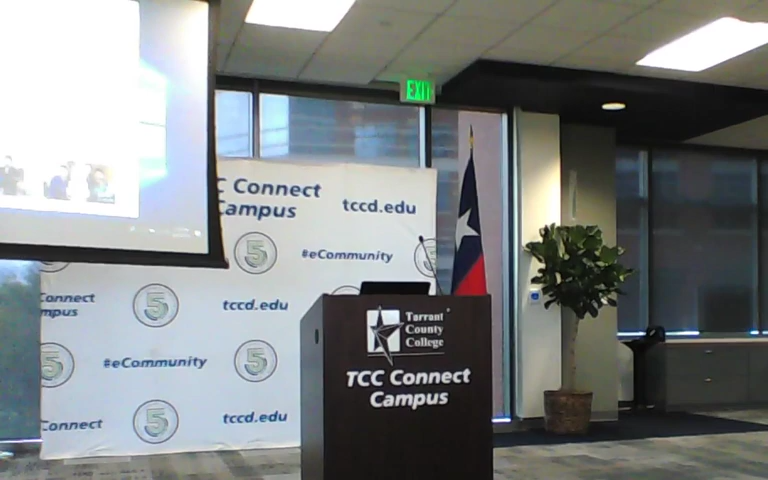 EXIT
C Connect
Campus
tccd.edu
5
#eCommunity
5
Connect
mpus
5
tccd.edu
5
#eCommunity
5
Connect
5
tccd.edu
Tarrant
County
College
TCC Connect
Campus